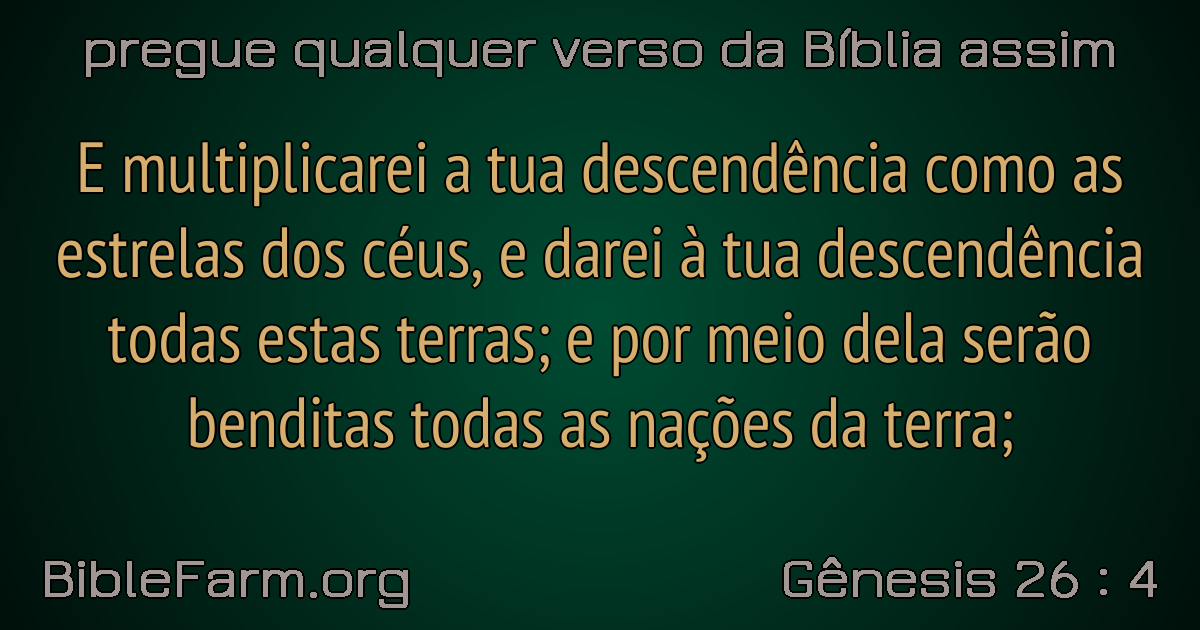 pregue qualquer verso da Bíblia assim
E multiplicarei a tua descendência como as
estrelas dos céus, e darei à tua descendência
todas estas terras; e por meio dela serão
benditas todas as nações da terra;
BibleFarm.org
Gênesis 26 : 4